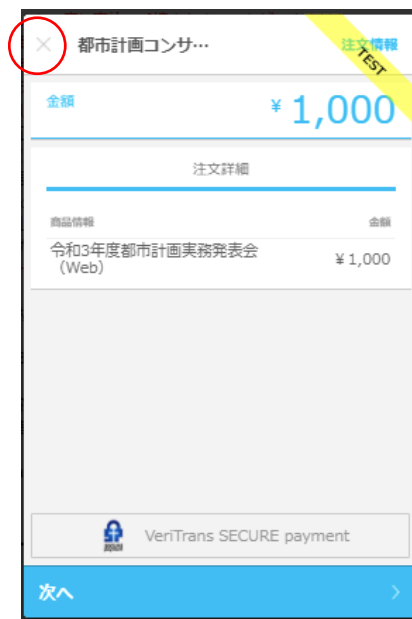 × 都市計画コンサ… 注文情報
TEST
金額 ¥ 1,000
注文詳細
商品情報 金額
令和3年度都市計画実務発表会 ¥ 1,000
（Web）
VeriTrans SECURE payment
次へ